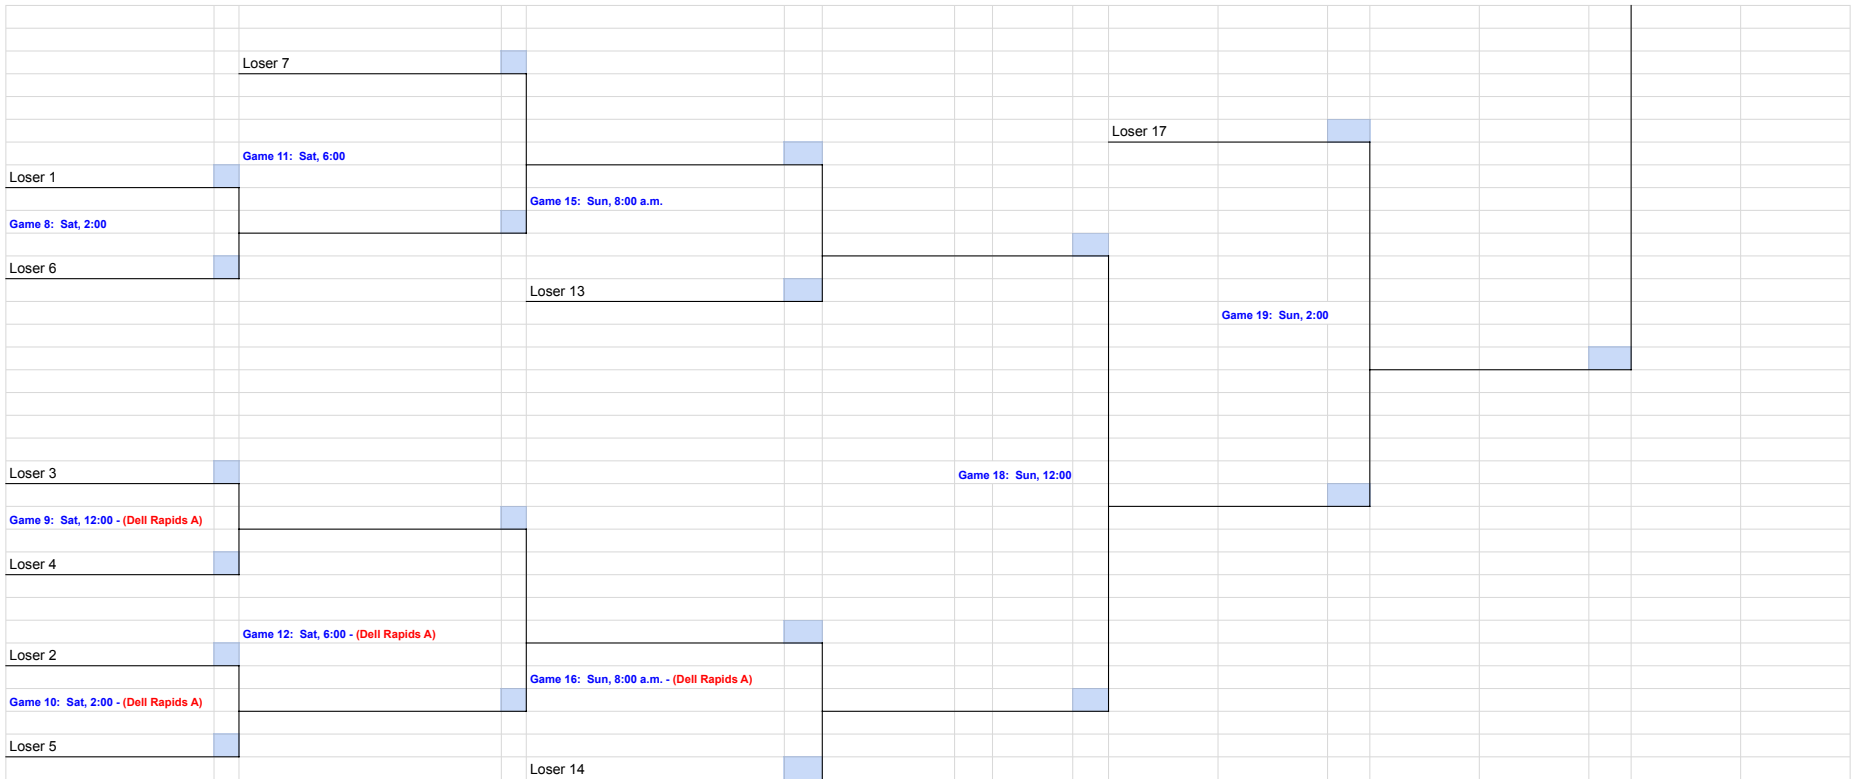 Loser 7
Loser 17
Game 11:  Sat, 6:00
Loser 1
Game 15:  Sun, 8:00 a.m.
Game 8:  Sat, 2:00
Loser 6
Loser 13
Game 19:  Sun, 2:00
Loser 3
Game 18:  Sun, 12:00
Game 9:  Sat, 12:00 - (Dell Rapids A)
Loser 4
Game 12:  Sat, 6:00 - (Dell Rapids A)
Loser 2
Game 16:  Sun, 8:00 a.m. - (Dell Rapids A)
Game 10:  Sat, 2:00 - (Dell Rapids A)
Loser 5
Loser 14